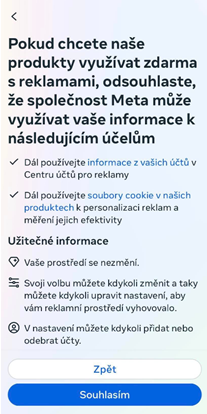 Pokud chcete naše
produkty využívat zdarma
s reklamami, odsouhlaste,
že společnost Meta může
využívat vaše informace k
následujícím účelům
Dál používejte informace z vašich účtů v
Centru účtů pro reklamy
Dál používejte soubory cookie v našich
produktech k personalizaci reklam a
měření jejich efektivity
Užitečné informace
Vaše prostředí se nezmění.
Svoji volbu můžete kdykoli změnit a taky
můžete kdykoli upravit nastavení, aby
vám reklamní prostředí vyhovovalo.
V nastavení můžete kdykoli přidat nebo
odebrat účty.
Zpět
Souhlasím